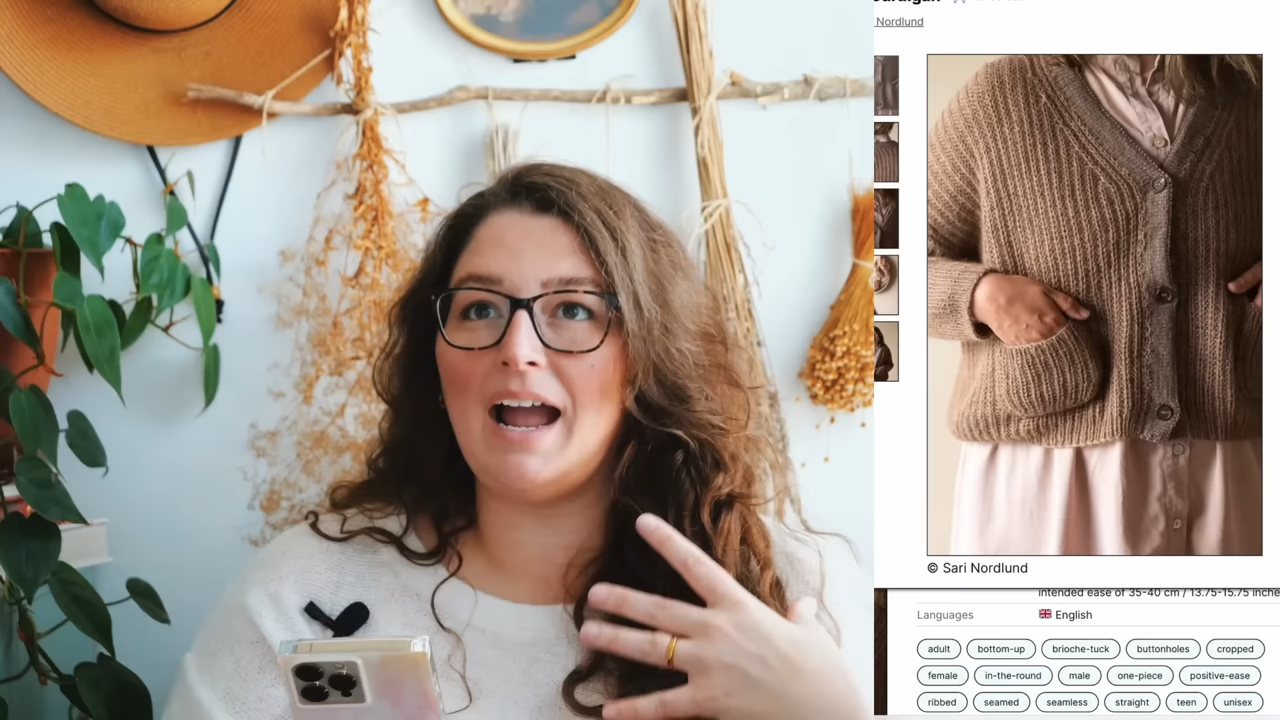 Nordlund
© Sari Nordlund
intended ease of 35-40 cm / 13.75-15.75 inche
Languages English
adult bottom-up brioche-tuck buttonholes cropped
female in-the-round male one-piece positive-ease
ribbed seamed seamless straight teen unisex